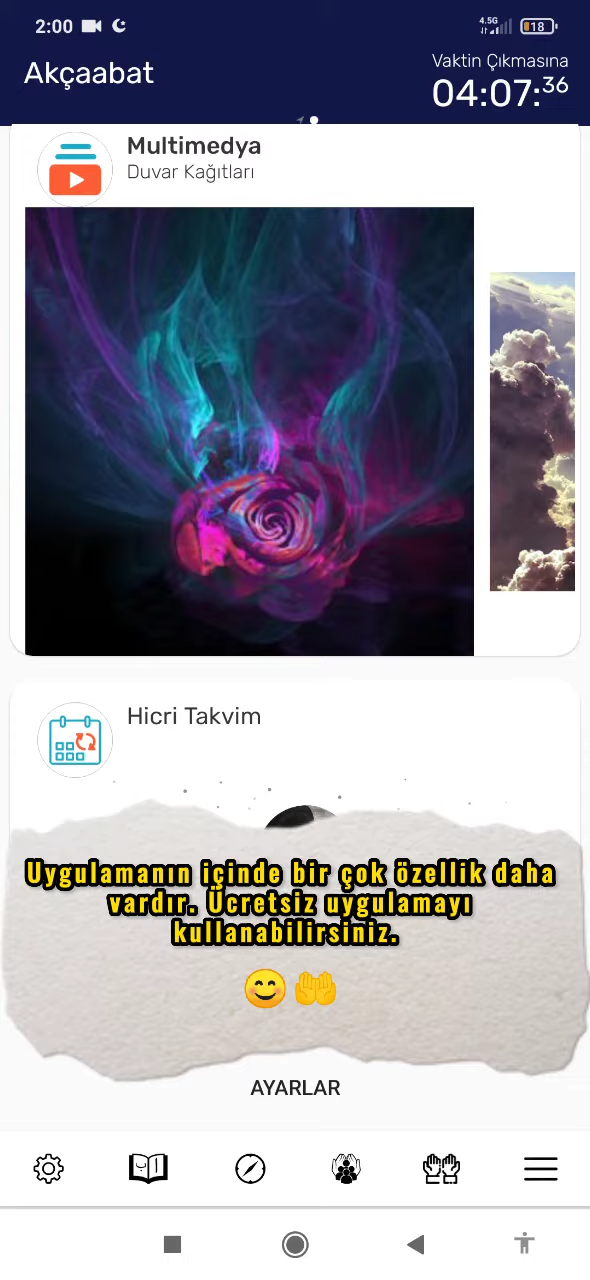 2:00
4.5G
18
Akçaabat
Vaktin Çıkmasına
04:07:36
Multimedya
Duvar Kağıtları
Hicri Takvim
Uygulamanın içinde bir çok özellik daha
vardır. Ücretsiz uygulamayı
kullanabilirsiniz.
😊🤲
AYARLAR